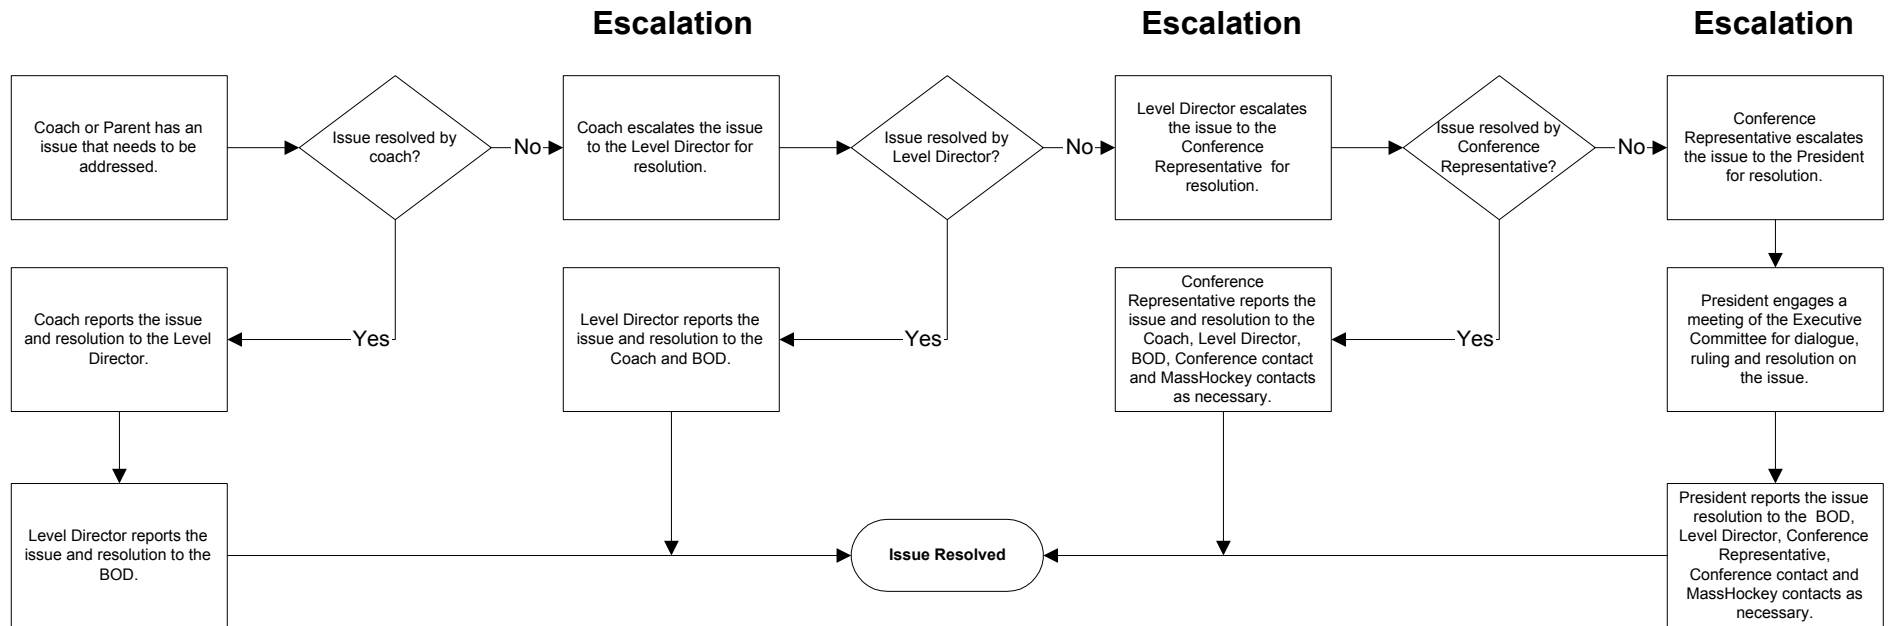 Escalation
Escalation
Escalation
Coach or Parent has an
issue that needs to be
addressed.
Issue resolved by
coach?
No
Coach escalates the issue
to the Level Director for
resolution.
Issue resolved by
Level Director?
No
Level Director escalates
the issue to the
Conference
Representative for
resolution.
Issue resolved by
Conference
Representative?
No
Conference
Representative escalates
the issue to the President
for resolution.
Coach reports the issue
and resolution to the Level
Director.
Yes
Level Director reports the
issue and resolution to the
Coach and BOD.
Yes
Conference
Representative reports the
issue and resolution to the
Coach, Level Director,
BOD, Conference contact
and MassHockey contacts
as necessary.
Yes
President engages a
meeting of the Executive
Committee for dialogue,
ruling and resolution on
the issue.
Level Director reports the
issue and resolution to the
BOD.
Issue Resolved
President reports the issue
resolution to the BOD,
Level Director, Conference
Representative,
Conference contact and
MassHockey contacts as
necessary.